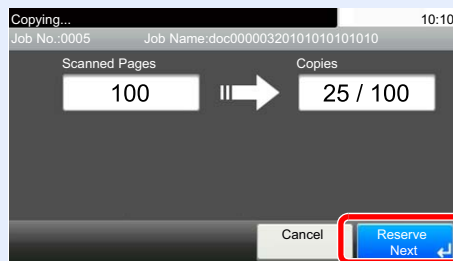 Copying... 10:10
Job No.:0005 Job Name:doc00000320101010101010
Scanned Pages Copies
100 25 / 100
Cancel Reserve
Next